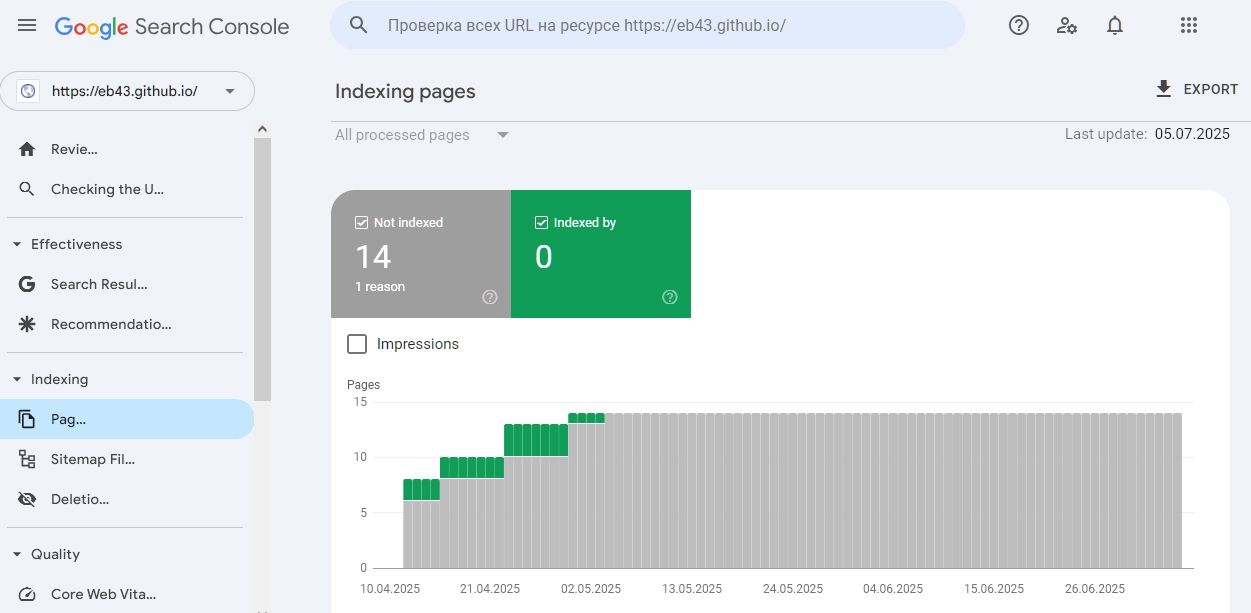 Google Search Console
Проверка всех URL на ресурсе https://eb43.github.io/
https://eb43.github.io/
Revie...
Checking the U...
Effectiveness
Search Resul...
Recommendatio...
Indexing
Pag...
Sitemap Fil...
Deletio...
Quality
Core Web Vita...
Indexing pages
EXPORT
All processed pages
Last update: 05.07.2025
Not indexed
14
1 reason
Indexed by
0
Impressions
Pages
15
10
5
0
10.04.2025 21.04.2025 02.05.2025 13.05.2025 24.05.2025 04.06.2025 15.06.2025 26.06.2025